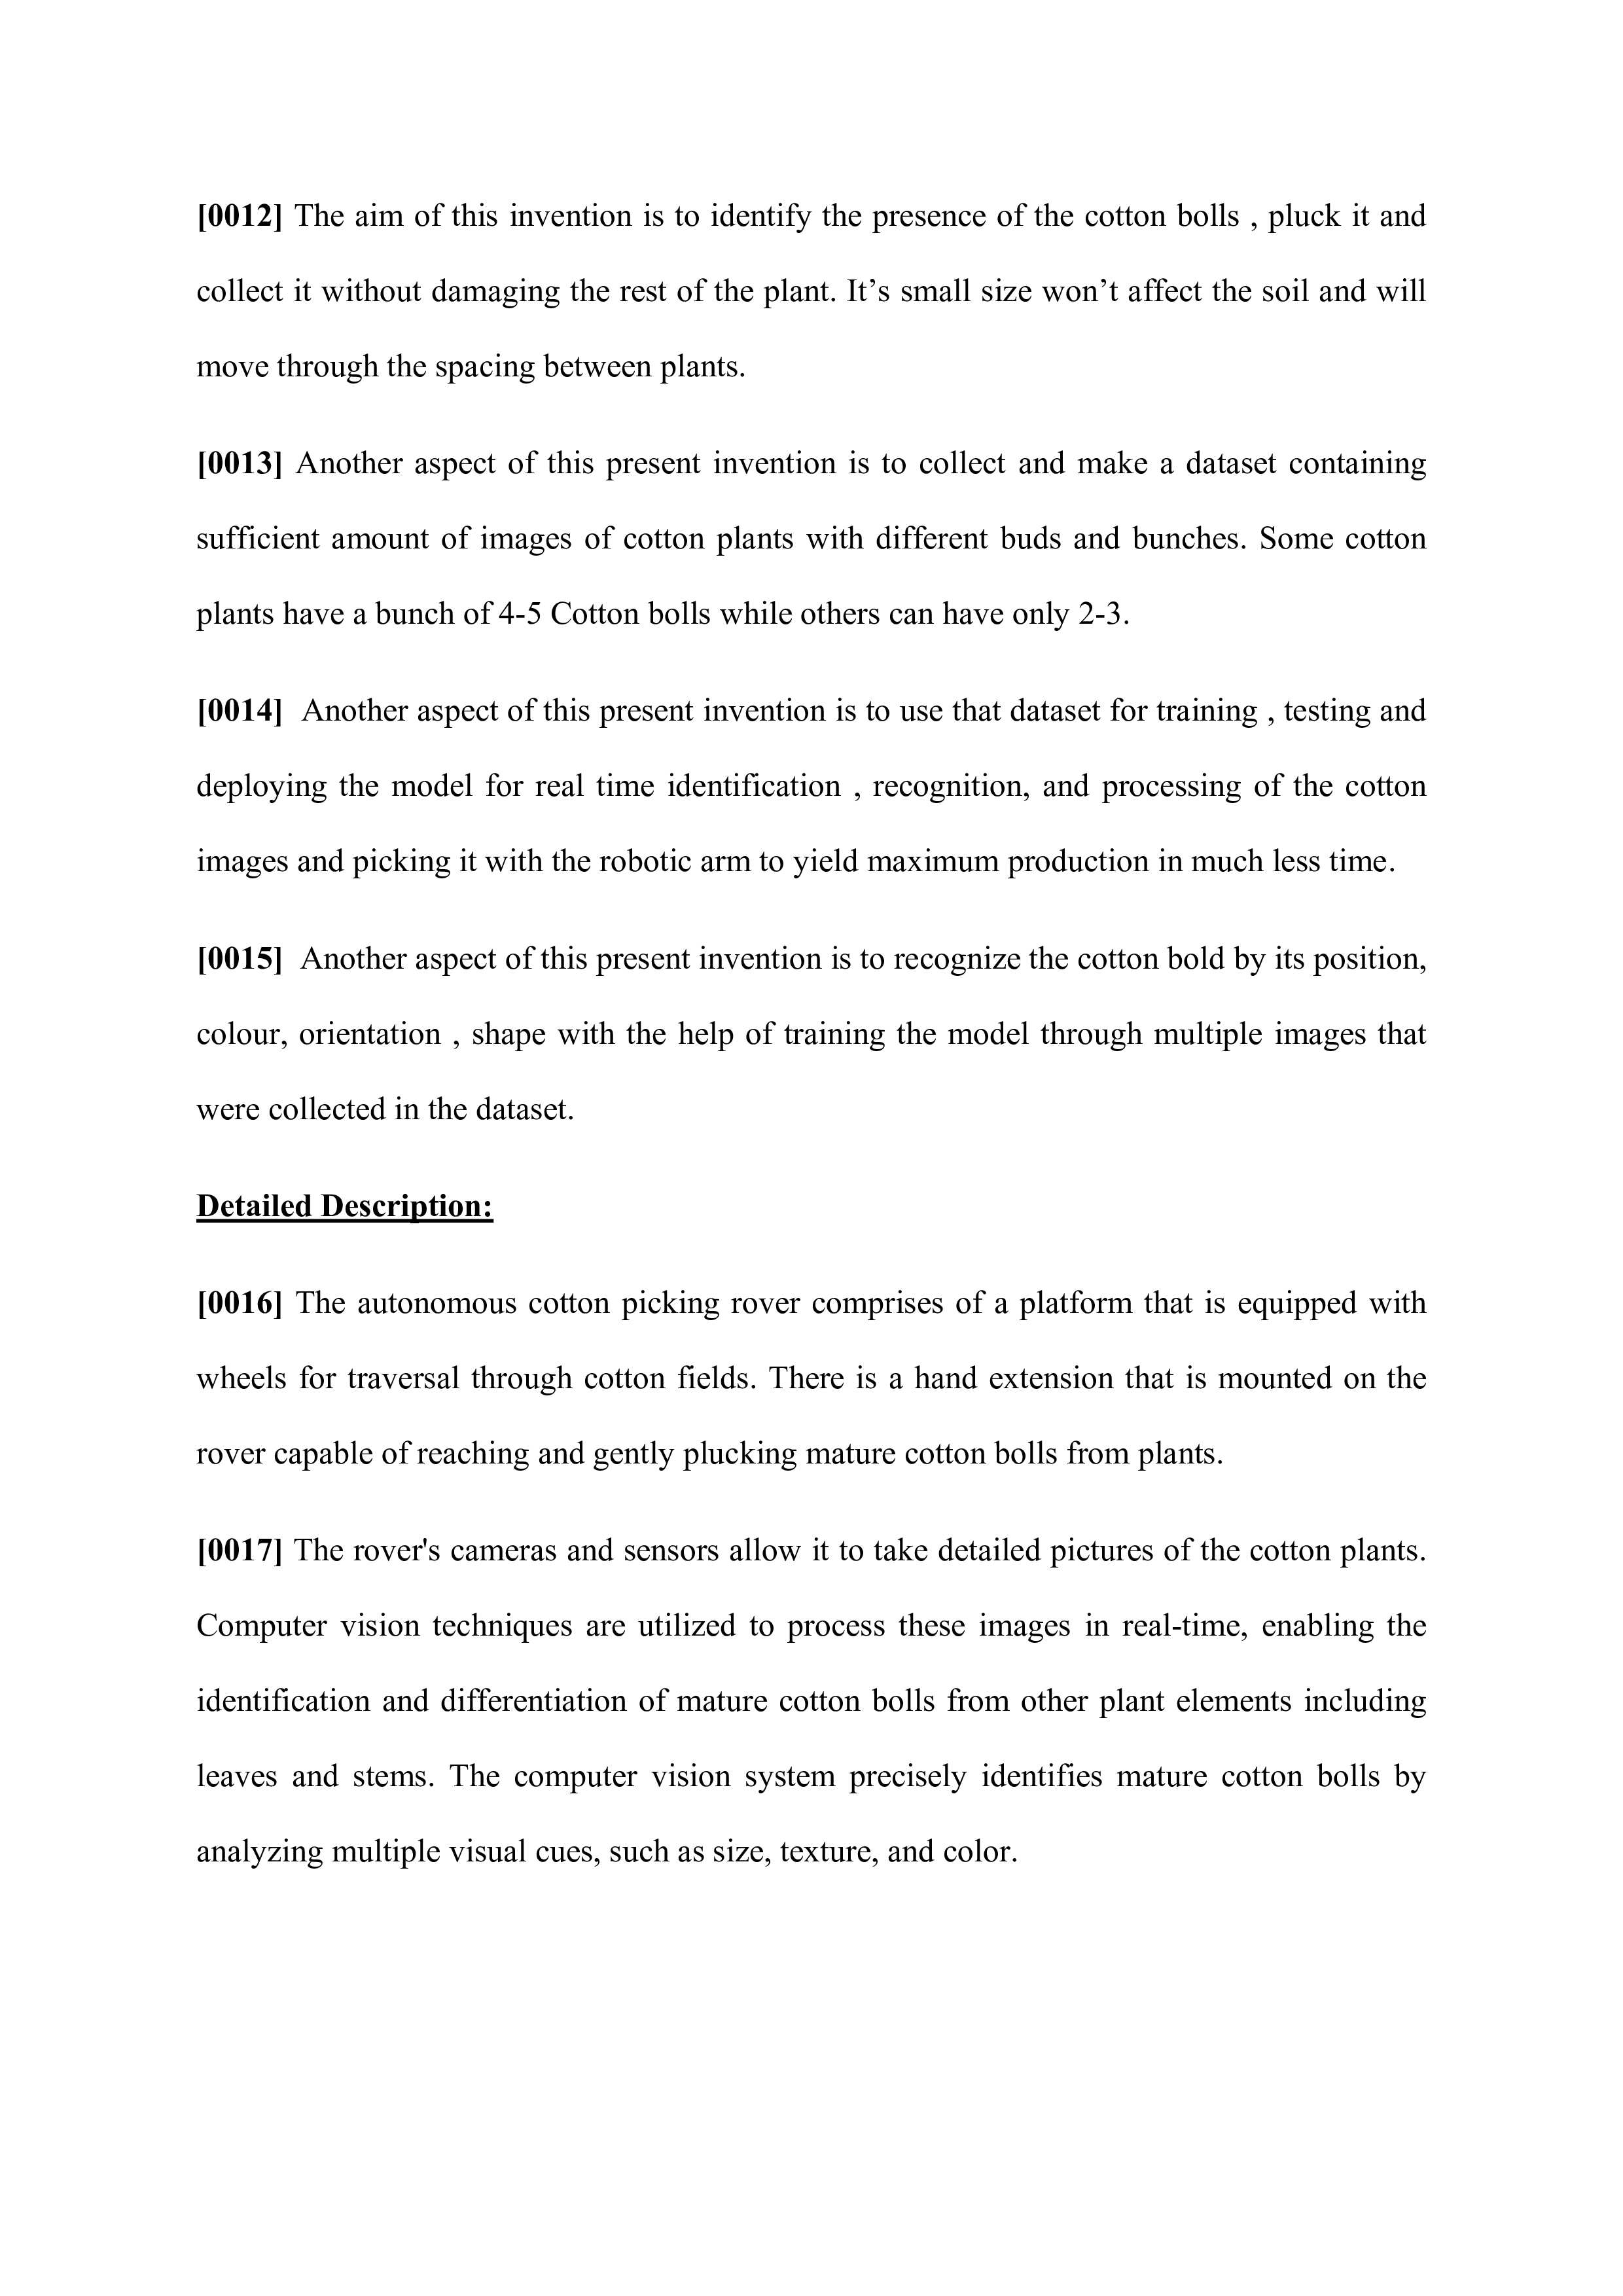 [0012] The aim of this invention is to identify the presence of the cotton bolls , pluck it and
collect it without damaging the rest of the plant. It’s small size won’t affect the soil and will
move through the spacing between plants.
[0013] Another aspect of this present invention is to collect and make a dataset containing
sufficient amount of images of cotton plants with different buds and bunches. Some cotton
plants have a bunch of 4-5 Cotton bolls while others can have only 2-3.
[0014] Another aspect of this present invention is to use that dataset for training , testing and
deploying the model for real time identification , recognition, and processing of the cotton
images and picking it with the robotic arm to yield maximum production in much less time.
[0015] Another aspect of this present invention is to recognize the cotton bold by its position,
colour, orientation , shape with the help of training the model through multiple images that
were collected in the dataset.
Detailed Description:
[0016] The autonomous cotton picking rover comprises of a platform that is equipped with
wheels for traversal through cotton fields. There is a hand extension that is mounted on the
rover capable of reaching and gently plucking mature cotton bolls from plants.
[0017] The rover's cameras and sensors allow it to take detailed pictures of the cotton plants.
Computer vision techniques are utilized to process these images in real-time, enabling the
identification and differentiation of mature cotton bolls from other plant elements including
leaves and stems. The computer vision system precisely identifies mature cotton bolls by
analyzing multiple visual cues, such as size, texture, and color.